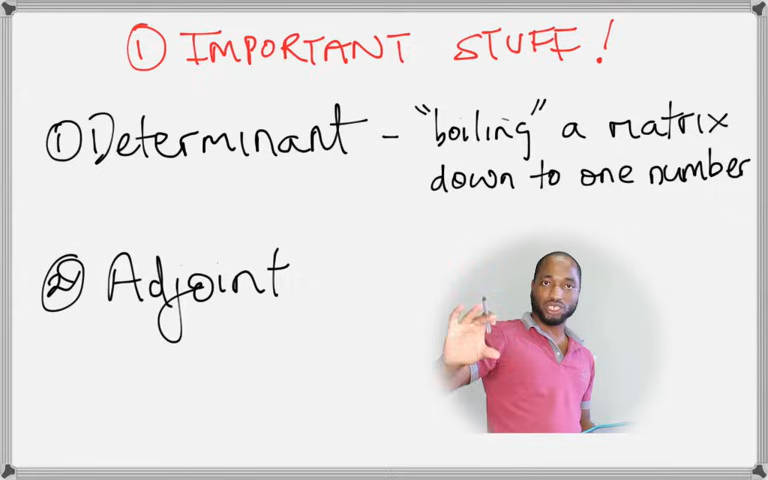 ① IMPORTANT STUFF!
① Determinant – "boiling" a matrix
down to one number
② Adjoint